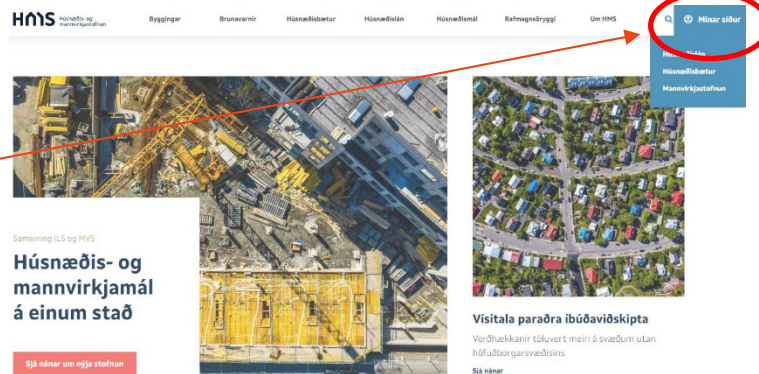 HMS Húsnæðis- og
mannvirkjastofnun
Byggingar Brunavarnir Húsnæðisbætur Húsnæðislán Húsnæðismál Rafmagnsöryggi Um HMS Mínar síður
Húsnæðisbætur
Mannvirkjastofnun
Sameining ÍLS og MVS
Húsnæðis- og
mannvirkjamál
á einum stað
Sjá nánar um nýja stofnun
Vísitala paraðra íbúðaviðskipta
Verðhækkanir töluvert meiri á svæðum utan
höfuðborgarsvæðisins
Sjá nánar